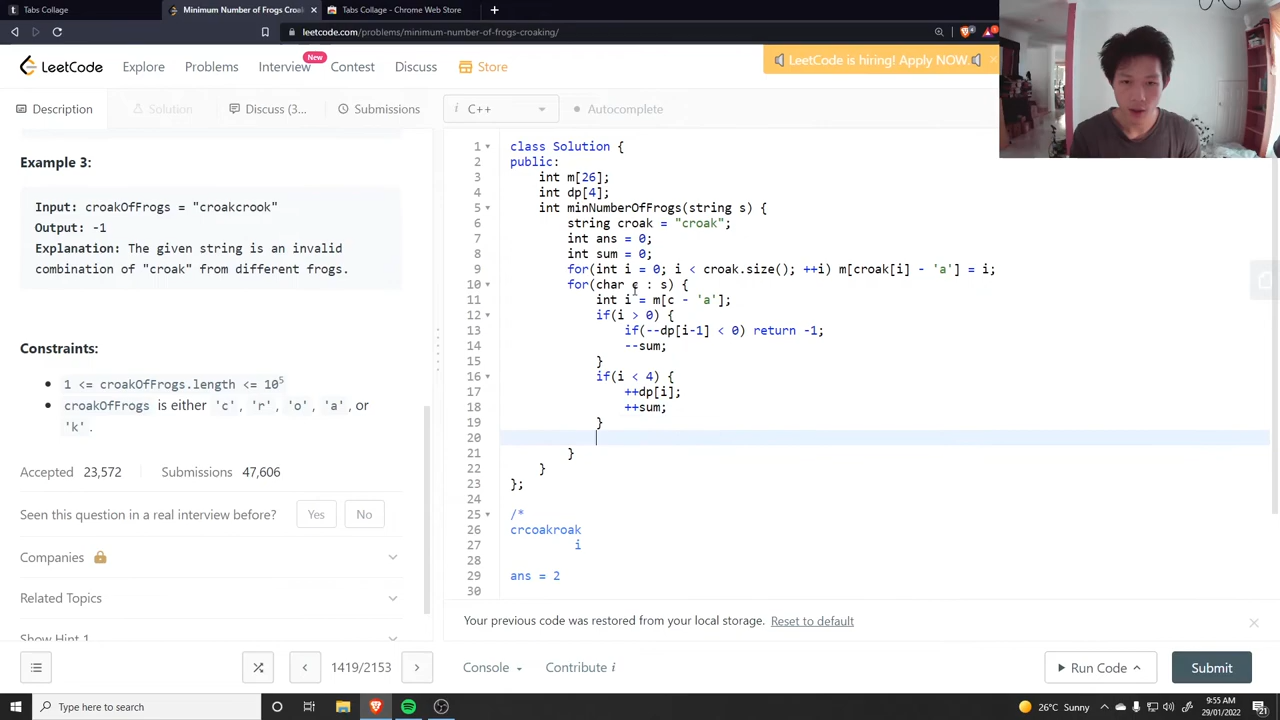 Tabs Collage
Minimum Number of Frogs Croak
Tabs Collage - Chrome Web Store
leetcode.com/problems/minimum-number-of-frogs-croaking/
LeetCode
Explore
Problems
Interview
New
Contest
Discuss
Store
LeetCode is hiring! Apply NOW.
Description
Solution
Discuss (3...
Submissions
i C++
Autocomplete
Example 3:
Input: croakOfFrogs = "croakcrook"
Output: -1
Explanation: The given string is an invalid
combination of "croak" from different frogs.
Constraints:
1 <= croakOfFrogs.length <= 10⁵
croakOfFrogs is either 'c', 'r', 'o', 'a', or
'k'.
Accepted 23,572 Submissions 47,606
Seen this question in a real interview before? Yes No
Companies
Related Topics
Show Hint 1
1 class Solution {
2 public:
3 int m[26];
4 int dp[4];
5 int minNumberOfFrogs(string s) {
6 string croak = "croak";
7 int ans = 0;
8 int sum = 0;
9 for(int i = 0; i < croak.size(); ++i) m[croak[i] - 'a'] = i;
10 for(char c : s) {
11 int i = m[c - 'a'];
12 if(i > 0) {
13 if(--dp[i-1] < 0) return -1;
14 --sum;
15 }
16 if(i < 4) {
17 ++dp[i];
18 ++sum;
19 }
20
21 }
22 }
23 };
24
25 /*
26 crcoakroak
27 i
28
29 ans = 2
30
Your previous code was restored from your local storage. Reset to default
1419/2153
Console
Contribute i
Run Code
Submit
Type here to search
26°C Sunny
9:55 AM
29/01/2022